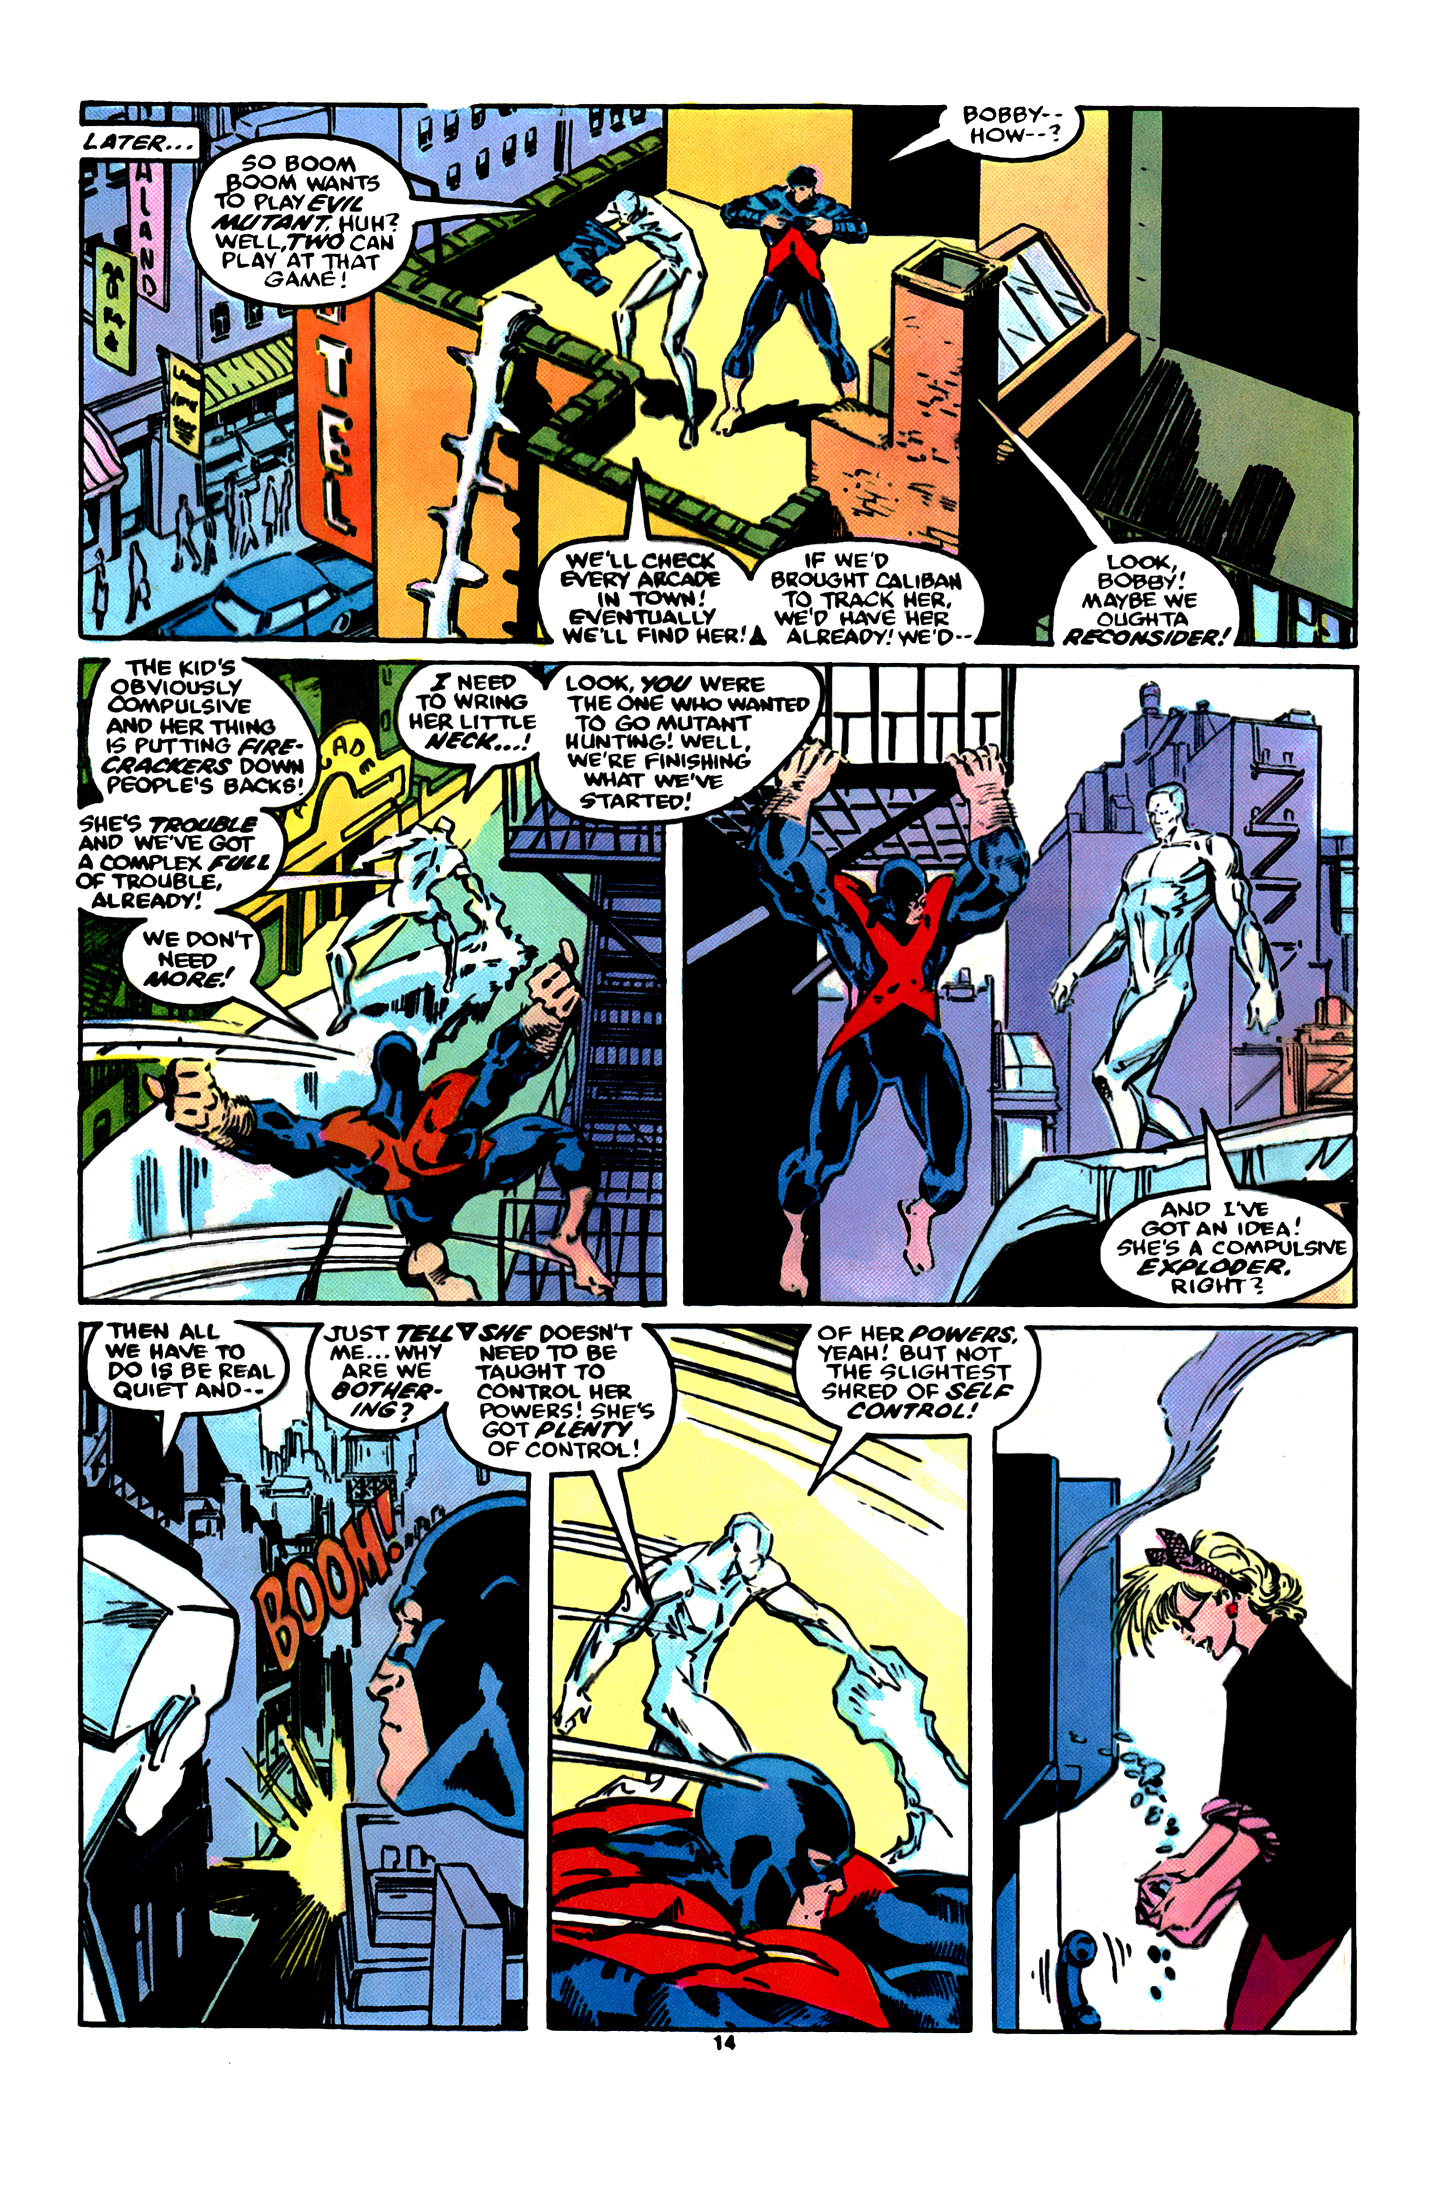 LATER...
SO BOOM
BOOM WANTS
TO PLAY EVIL
MUTANT, HUH?
WELL, TWO CAN
PLAY AT THAT
GAME!
BOBBY--
HOW--?
ALAND
TEL
WE'LL CHECK
EVERY ARCADE
IN TOWN!
EVENTUALLY
WE'LL FIND HER!
IF WE'D
BROUGHT CALIBAN
TO TRACK HER,
WE'D HAVE HER
ALREADY! WE'D--
LOOK,
BOBBY!
MAYBE WE
OUGHTA
RECONSIDER!
THE KID'S
OBVIOUSLY
COMPULSIVE
AND HER THING
IS PUTTING FIRE-
CRACKERS DOWN
PEOPLE'S BACKS!
SHE'S TROUBLE
AND WE'VE GOT
A COMPLEX FULL
OF TROUBLE,
ALREADY!
WE DON'T
NEED
MORE!
CADE
I NEED
TO WRING
HER LITTLE
NECK...!
LOOK, YOU WERE
THE ONE WHO WANTED
TO GO MUTANT
HUNTING! WELL,
WE'RE FINISHING
WHAT WE'VE
STARTED!
AND I'VE
GOT AN IDEA!
SHE'S A COMPULSIVE
EXPLODER,
RIGHT?
THEN ALL
WE HAVE TO
DO IS BE REAL
QUIET AND--
BOOM!
JUST TELL
ME... WHY
ARE WE
BOTHER-
ING?
SHE DOESN'T
NEED TO BE
TAUGHT TO
CONTROL HER
POWERS! SHE'S
GOT PLENTY
OF CONTROL!
OF HER POWERS,
YEAH! BUT NOT
THE SLIGHTEST
SHRED OF SELF
CONTROL!
14